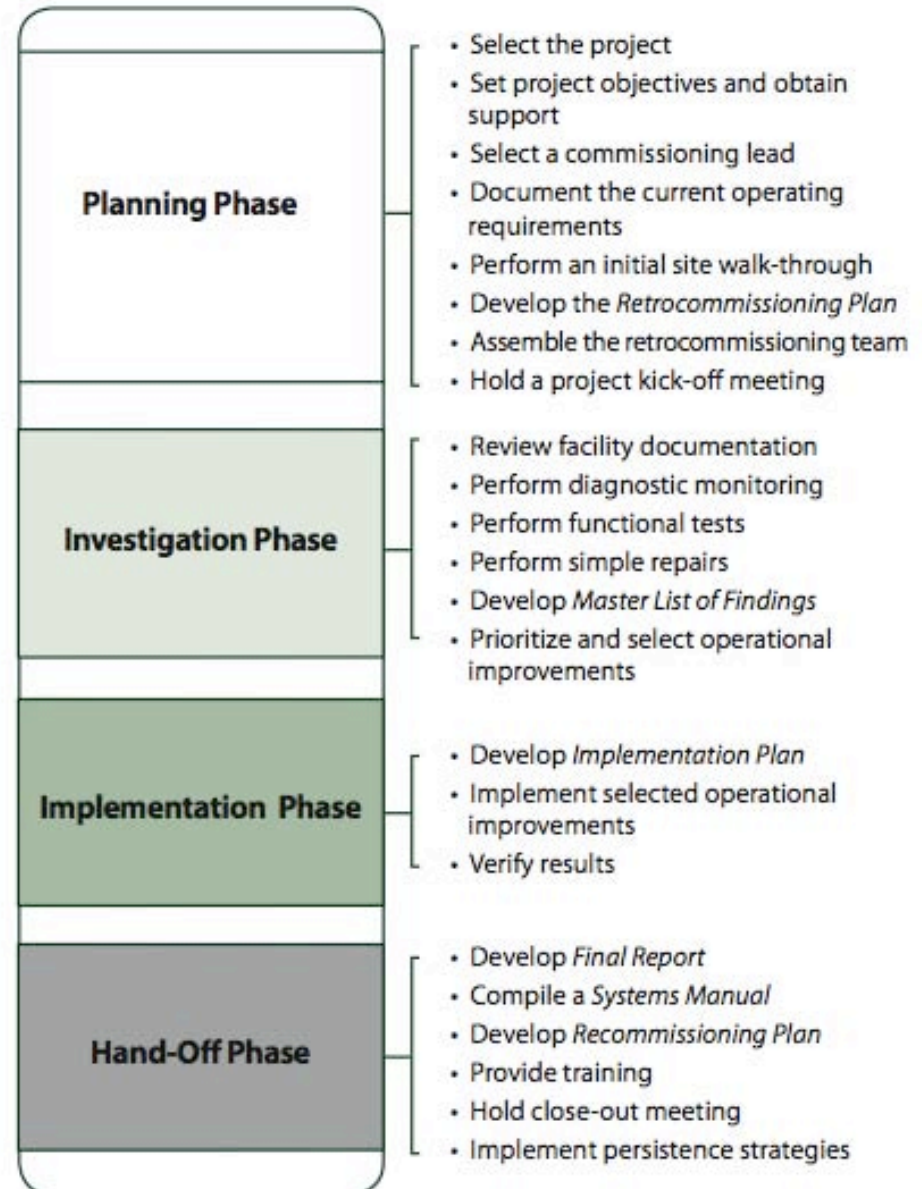 Planning Phase
• Select the project
• Set project objectives and obtain
support
• Select a commissioning lead
• Document the current operating
requirements
• Perform an initial site walk-through
• Develop the Retrocommissioning Plan
• Assemble the retrocommissioning team
• Hold a project kick-off meeting
Investigation Phase
• Review facility documentation
• Perform diagnostic monitoring
• Perform functional tests
• Perform simple repairs
• Develop Master List of Findings
• Prioritize and select operational
improvements
Implementation Phase
• Develop Implementation Plan
• Implement selected operational
improvements
• Verify results
Hand-Off Phase
• Develop Final Report
• Compile a Systems Manual
• Develop Recommissioning Plan
• Provide training
• Hold close-out meeting
• Implement persistence strategies